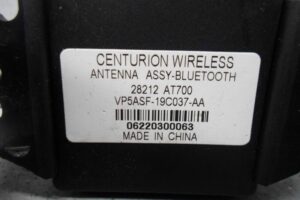 CENTURION WIRELESS
ANTENNA ASSY-BLUETOOTH
28212 AT700
VP5ASF-19C037-AA
06220300063
MADE IN CHINA